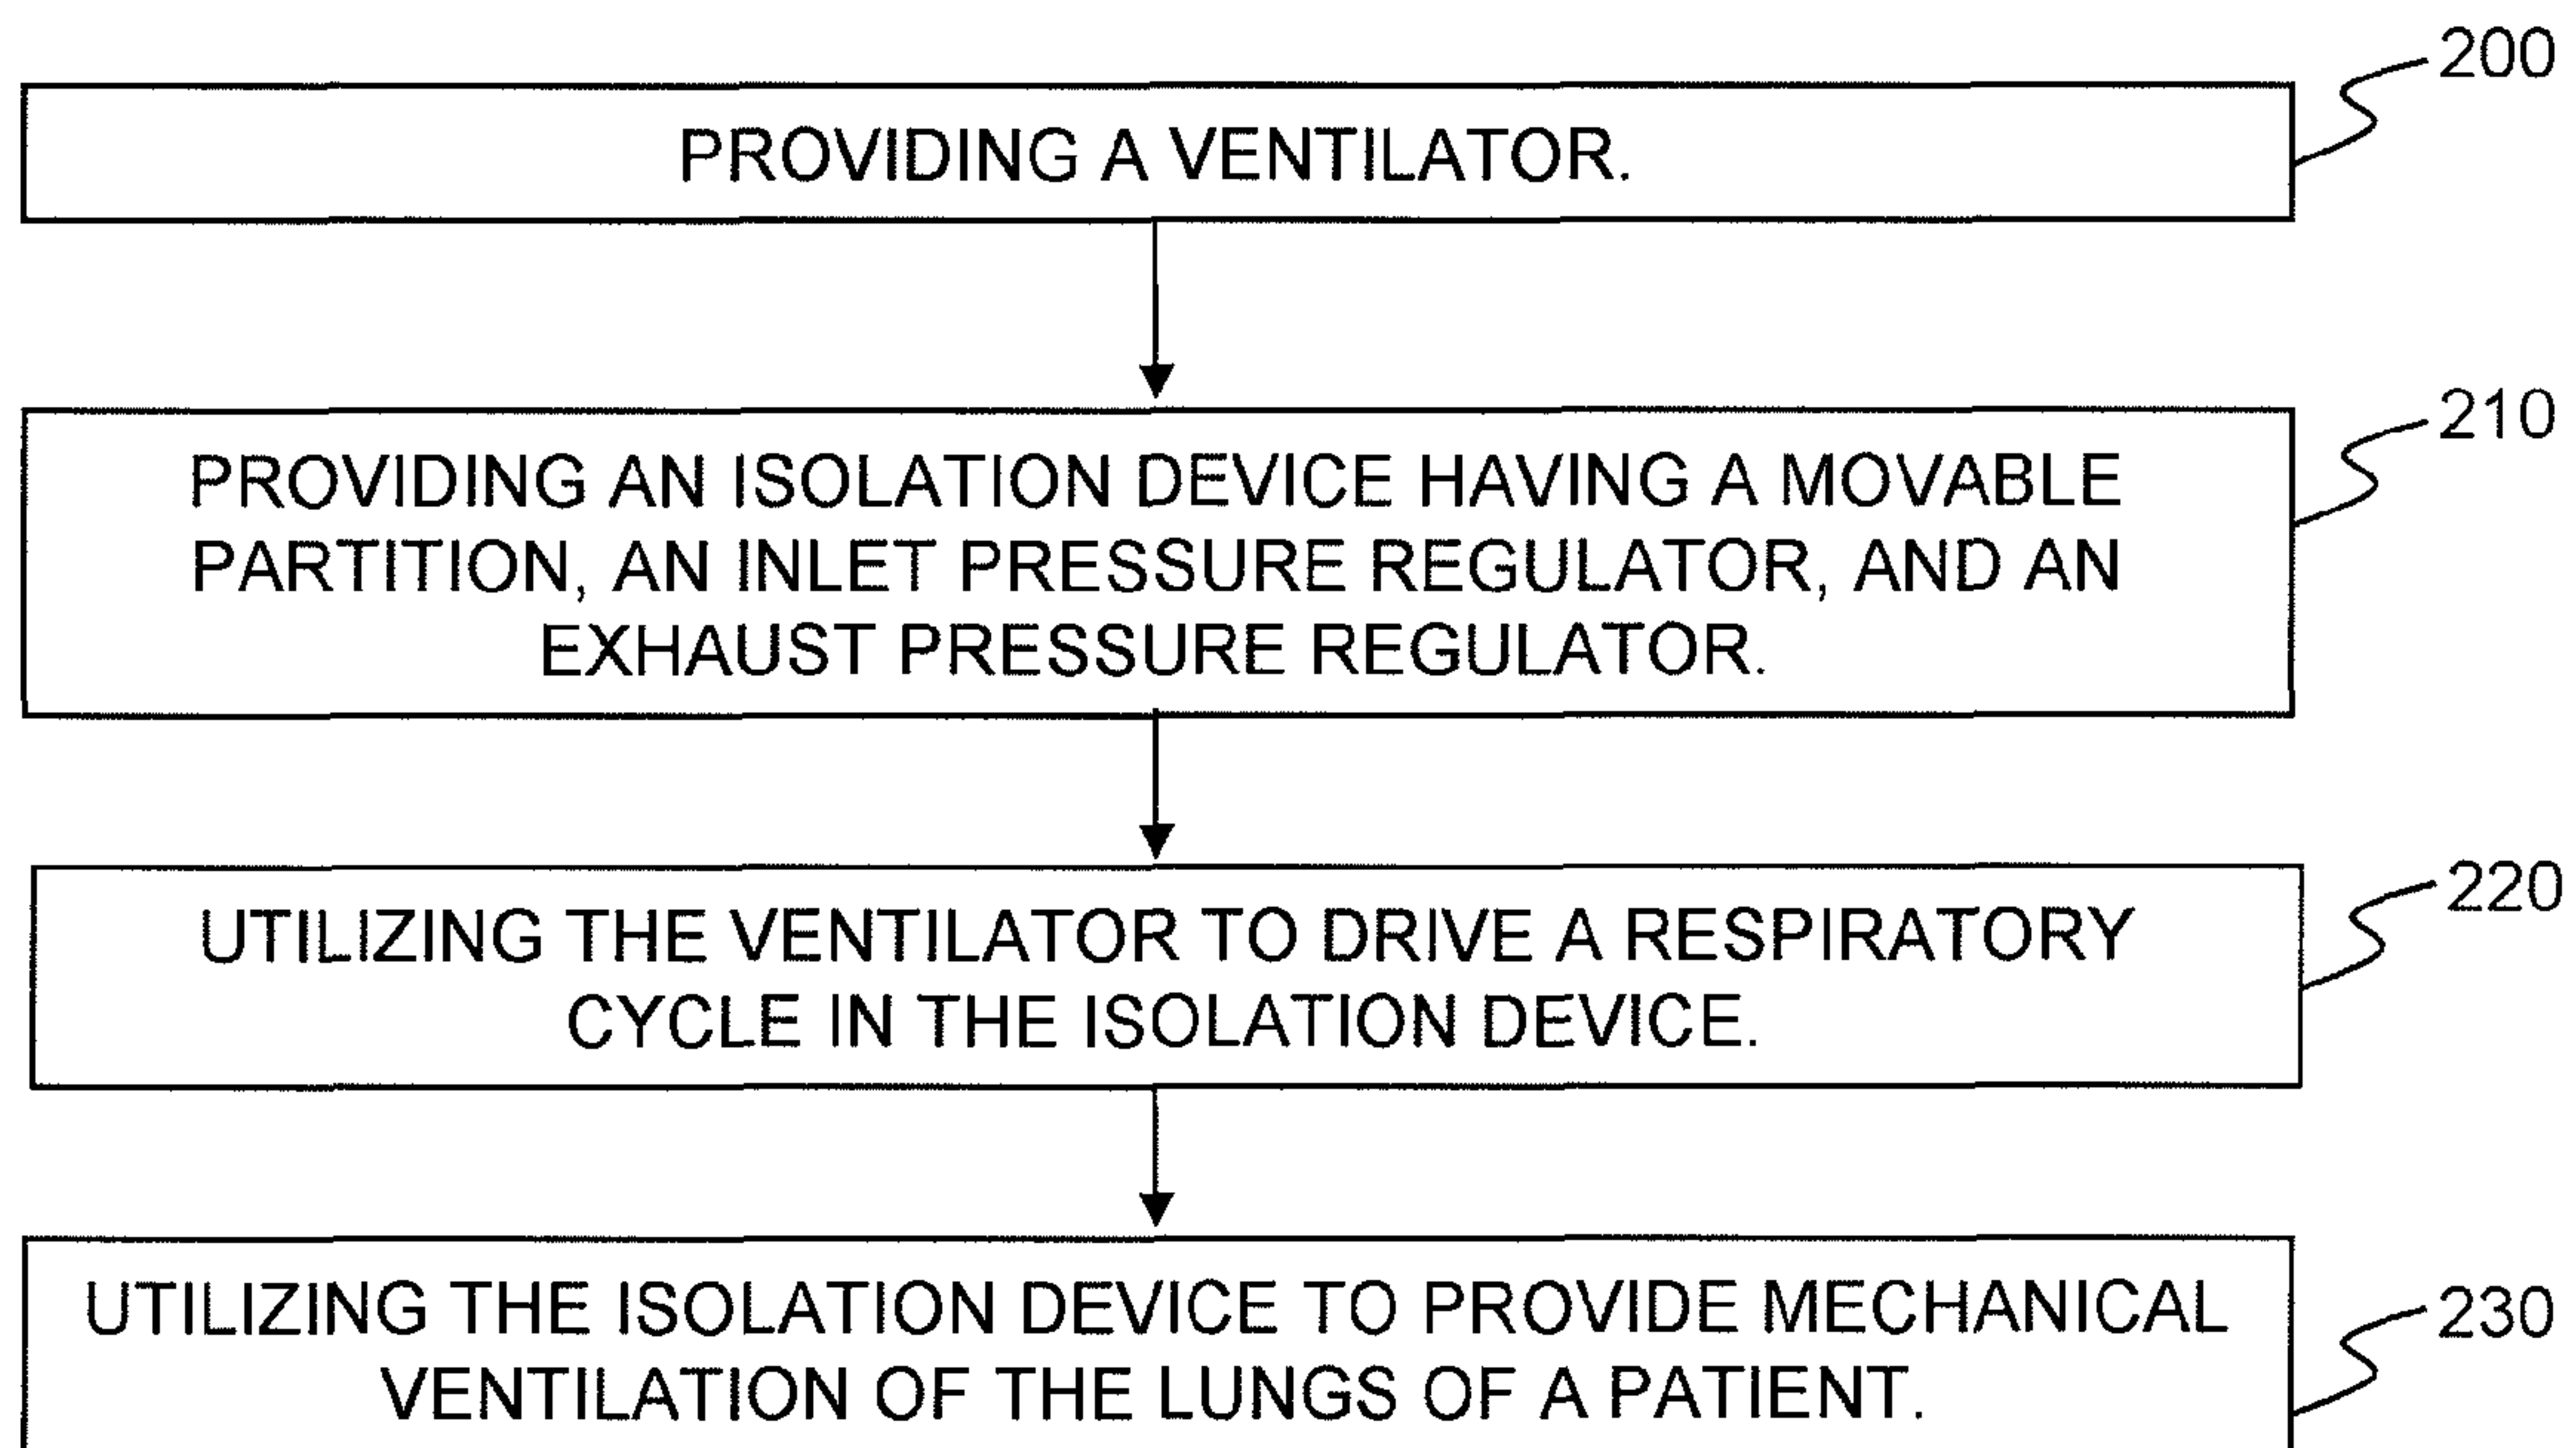 200
PROVIDING A VENTILATOR.
210
PROVIDING AN ISOLATION DEVICE HAVING A MOVABLE
PARTITION, AN INLET PRESSURE REGULATOR, AND AN
EXHAUST PRESSURE REGULATOR.
220
UTILIZING THE VENTILATOR TO DRIVE A RESPIRATORY
CYCLE IN THE ISOLATION DEVICE.
230
UTILIZING THE ISOLATION DEVICE TO PROVIDE MECHANICAL
VENTILATION OF THE LUNGS OF A PATIENT.